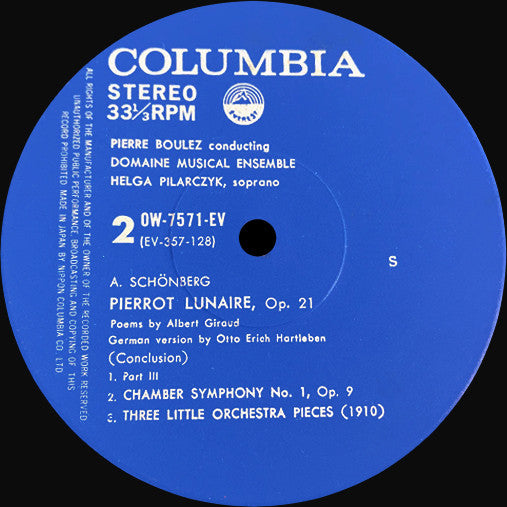 COLUMBIA
STEREO
33⅓RPM
EVEREST
PIERRE BOULEZ conducting
DOMAINE MUSICAL ENSEMBLE
HELGA PILARCZYK, soprano
2 OW-7571-EV
(EV-357-128)
S
A. SCHÖNBERG
PIERROT LUNAIRE, Op. 21
Poems by Albert Giraud
German version by Otto Erich Hartleben
(Conclusion)
1. Part III
2. CHAMBER SYMPHONY No. 1, Op. 9
3. THREE LITTLE ORCHESTRA PIECES (1910)
ALL RIGHTS OF THE MANUFACTURER AND OF THE OWNER OF THE RECORDED WORK RESERVED.
UNAUTHORIZED PUBLIC PERFORMANCE, BROADCASTING AND COPYING OF THIS
RECORD PROHIBITED. MADE IN JAPAN BY NIPPON COLUMBIA CO., LTD.